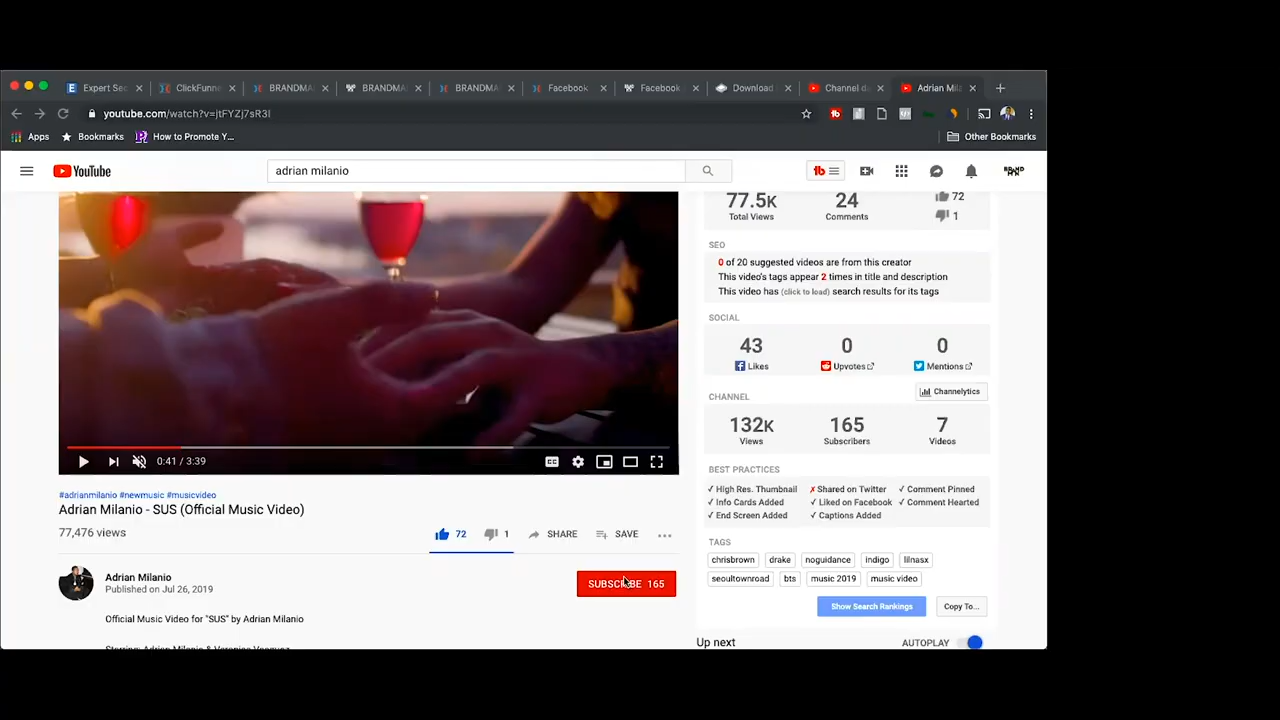 Expert Sec
ClickFunne
BRANDMA
BRANDMA
BRANDMA
Facebook
Facebook
Download
Channel d
Adrian Mila
youtube.com/watch?v=jtFYZj7sR3I
Apps
Bookmarks
How to Promote Y...
Other Bookmarks
YouTube
adrian milanio
tb
77.5K
24
72
Total Views
Comments
1
SEO
0 of 20 suggested videos are from this creator
This video's tags appear 2 times in title and description
This video has (click to load) search results for its tags
SOCIAL
43
0
0
Likes
Upvotes
Mentions
CHANNEL
Channelytics
132K
165
7
Views
Subscribers
Videos
BEST PRACTICES
✓ High Res. Thumbnail
✗ Shared on Twitter
✓ Comment Pinned
✓ Info Cards Added
✓ Liked on Facebook
✓ Comment Hearted
✓ End Screen Added
✓ Captions Added
TAGS
chrisbrown
drake
noguidance
indigo
lilnasx
seoultownroad
bts
music 2019
music video
Show Search Rankings
Copy To...
Up next
AUTOPLAY
0:41 / 3:39
CC
#adrianmilanio #newmusic #musicvideo
Adrian Milanio - SUS (Official Music Video)
77,476 views
72
1
SHARE
SAVE
Adrian Milanio
Published on Jul 26, 2019
SUBSCRIBE 165
Official Music Video for "SUS" by Adrian Milanio